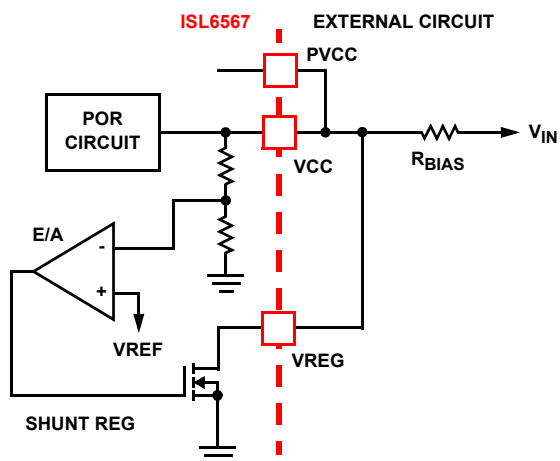 ISL6567 EXTERNAL CIRCUIT
PVCC
POR
CIRCUIT
VCC
RBIAS
VIN
E/A
-
+
VREF
VREG
SHUNT REG